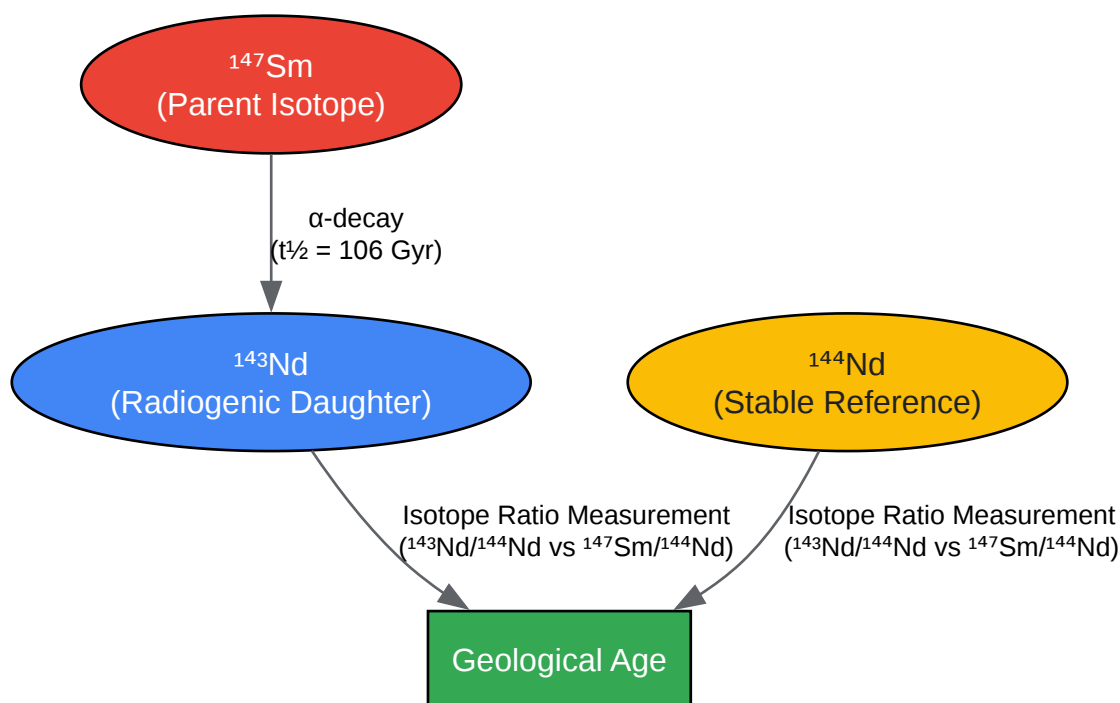 ¹⁴⁷Sm
(Parent Isotope)
α-decay
(t½ = 106 Gyr)
¹⁴³Nd
(Radiogenic Daughter)
¹⁴⁴Nd
(Stable Reference)
Isotope Ratio Measurement
(¹⁴³Nd/¹⁴⁴Nd vs ¹⁴⁷Sm/¹⁴⁴Nd)
Isotope Ratio Measurement
(¹⁴³Nd/¹⁴⁴Nd vs ¹⁴⁷Sm/¹⁴⁴Nd)
Geological Age